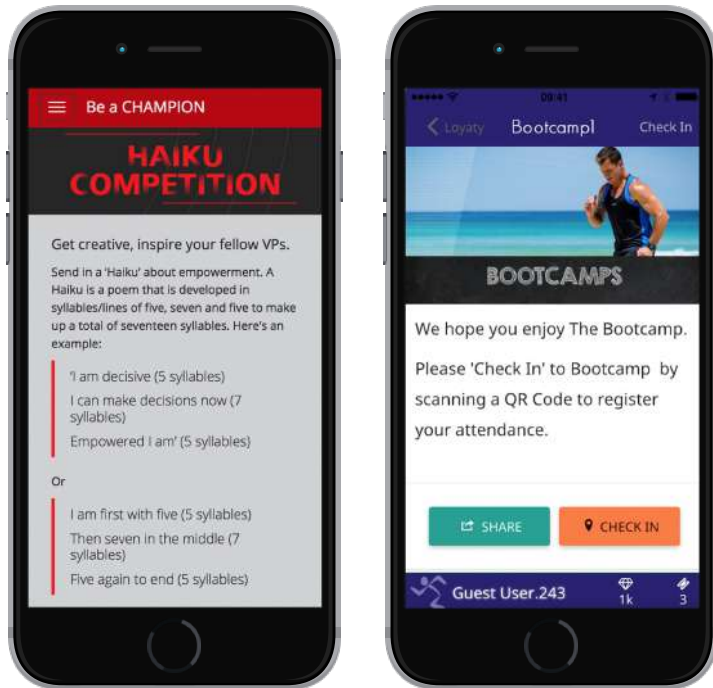 Be a CHAMPION
HAIKU
COMPETITION
Get creative, inspire your fellow VPs.
Send in a 'Haiku' about empowerment. A
Haiku is a poem that is developed in
syllables/lines of five, seven and five to make
up a total of seventeen syllables. Here's an
example:
'I am decisive (5 syllables)
I can make decisions now (7
syllables)
Empowered I am' (5 syllables)
Or
I am first with five (5 syllables)
Then seven in the middle (7
syllables)
Five again to end (5 syllables)
09:41
Loyaty
Bootcamp1
Check In
BOOTCAMPS
We hope you enjoy The Bootcamp.
Please 'Check In' to Bootcamp by
scanning a QR Code to register
your attendance.
SHARE
CHECK IN
Guest User.243
1k
3